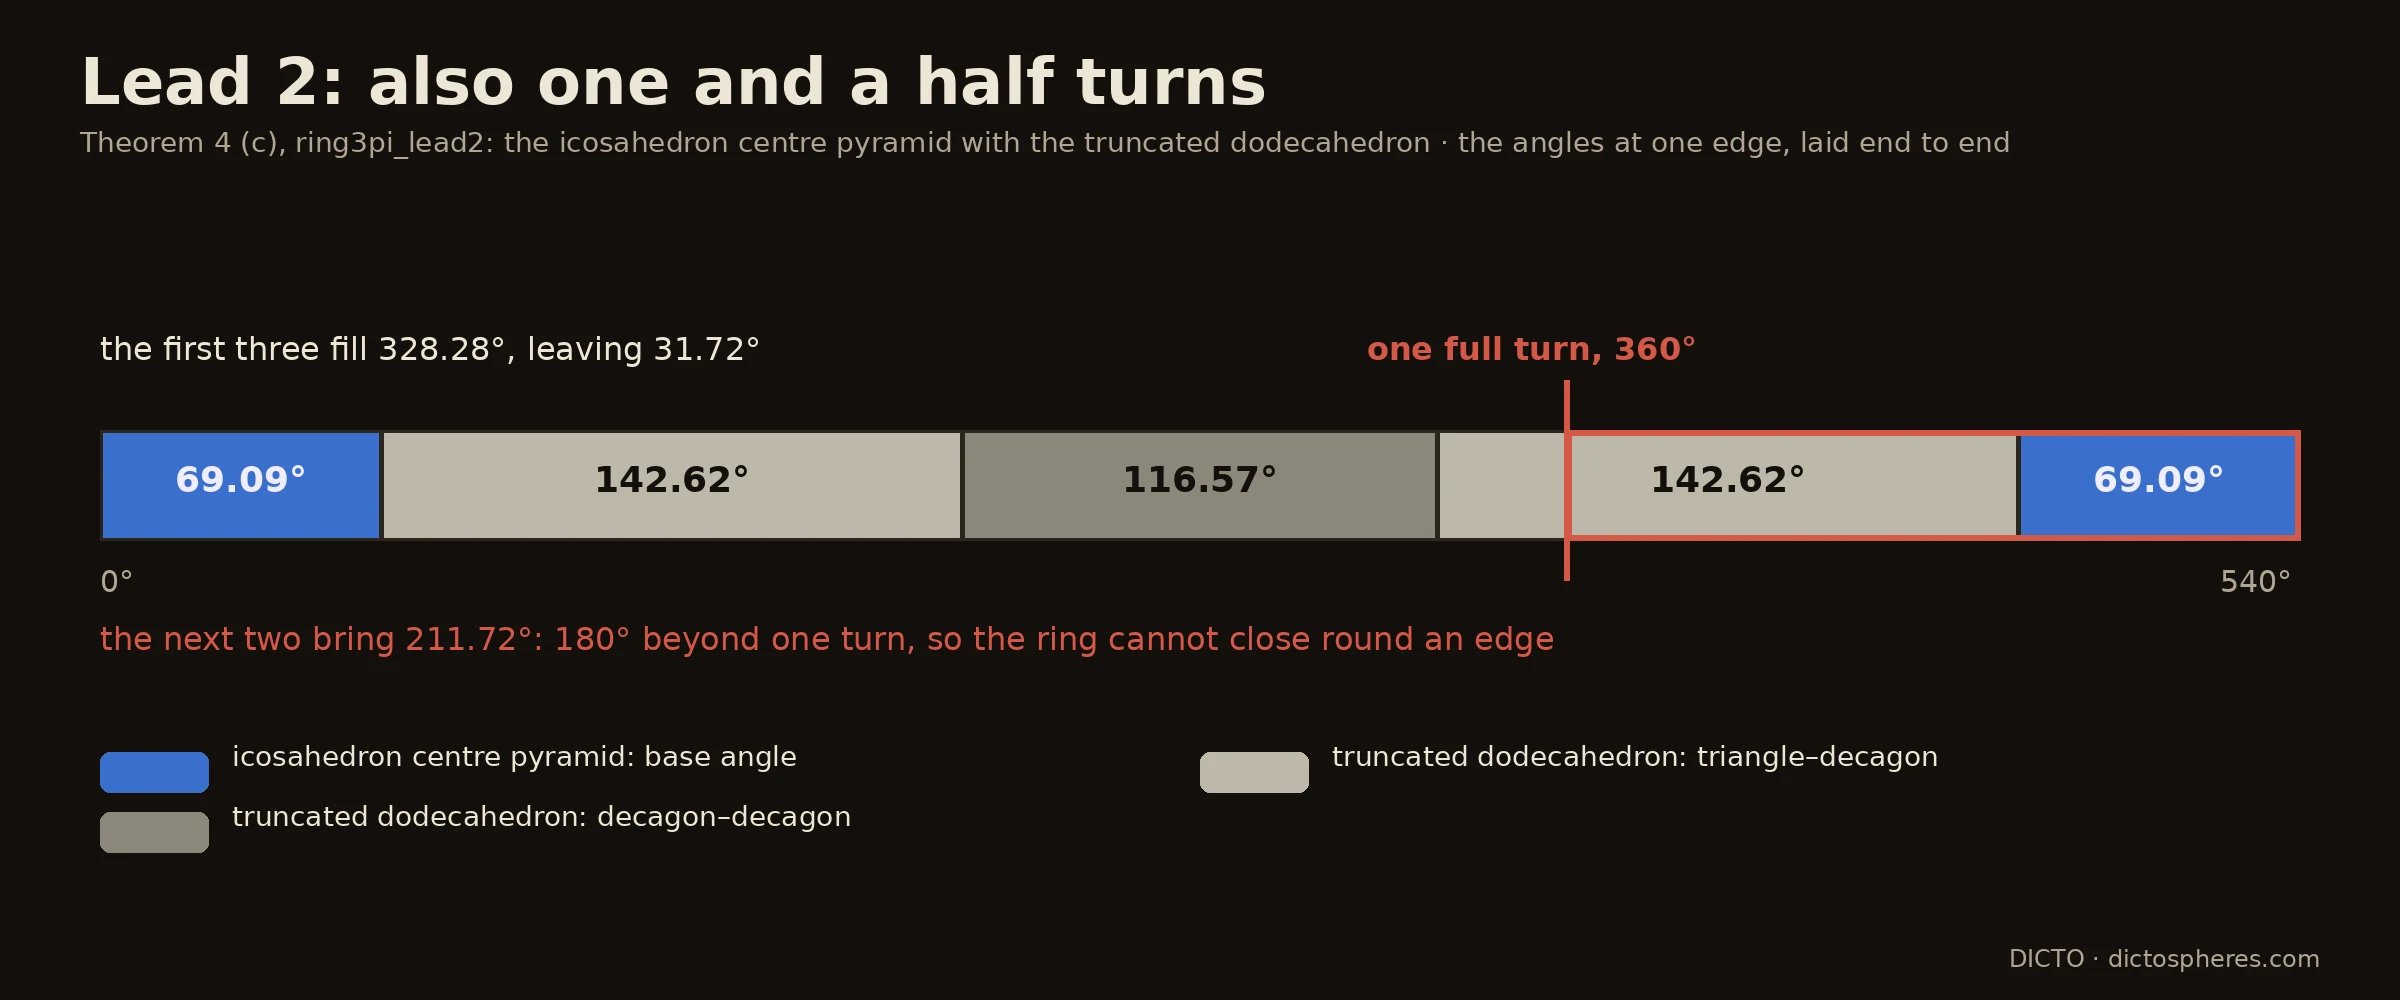 Lead 2: also one and a half turns
Theorem 4 (c), ring3pi_lead2: the icosahedron centre pyramid with the truncated dodecahedron · the angles at one edge, laid end to end
the first three fill 328.28°, leaving 31.72°
one full turn, 360°
69.09°
142.62°
116.57°
142.62°
69.09°
0°
540°
the next two bring 211.72°: 180° beyond one turn, so the ring cannot close round an edge
icosahedron centre pyramid: base angle
truncated dodecahedron: triangle–decagon
truncated dodecahedron: decagon–decagon
DICTO · dictospheres.com